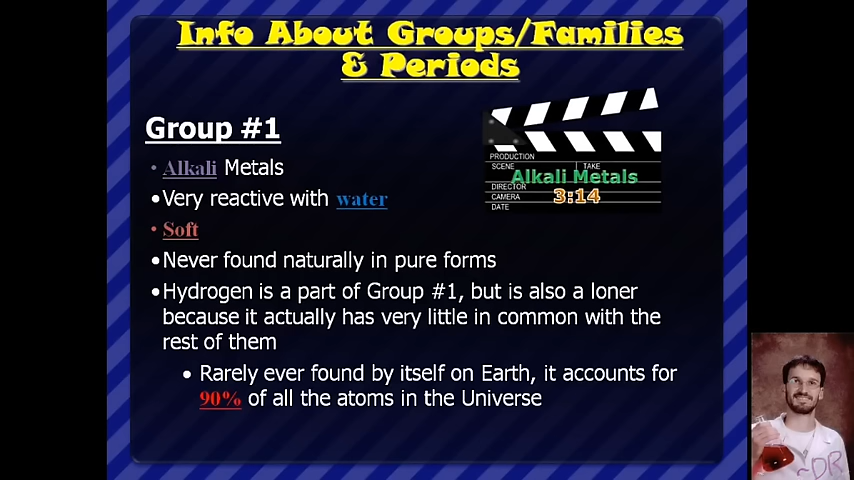 Info About Groups/Families
& Periods
Group #1
• Alkali Metals
• Very reactive with water
• Soft
• Never found naturally in pure forms
• Hydrogen is a part of Group #1, but is also a loner
because it actually has very little in common with the
rest of them
• Rarely ever found by itself on Earth, it accounts for
90% of all the atoms in the Universe
PRODUCTION
SCENE TAKE
Alkali Metals
DIRECTOR
3:14
CAMERA
DATE
~DR